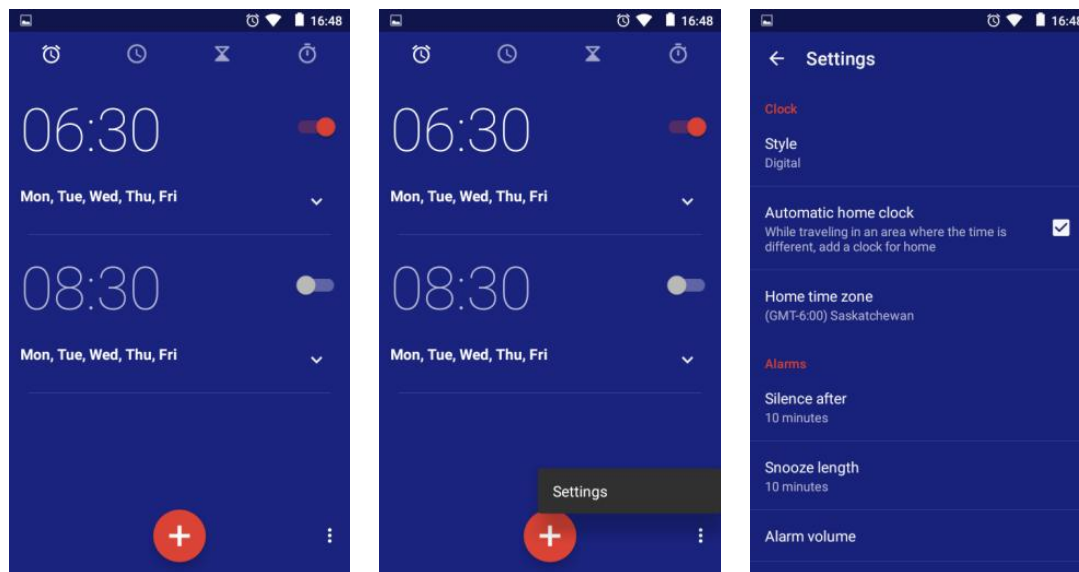 16:48
06:30
Mon, Tue, Wed, Thu, Fri
08:30
Mon, Tue, Wed, Thu, Fri
16:48
06:30
Mon, Tue, Wed, Thu, Fri
08:30
Mon, Tue, Wed, Thu, Fri
Settings
16:48
Settings
Clock
Style
Digital
Automatic home clock
While traveling in an area where the time is
different, add a clock for home
Home time zone
(GMT-6:00) Saskatchewan
Alarms
Silence after
10 minutes
Snooze length
10 minutes
Alarm volume